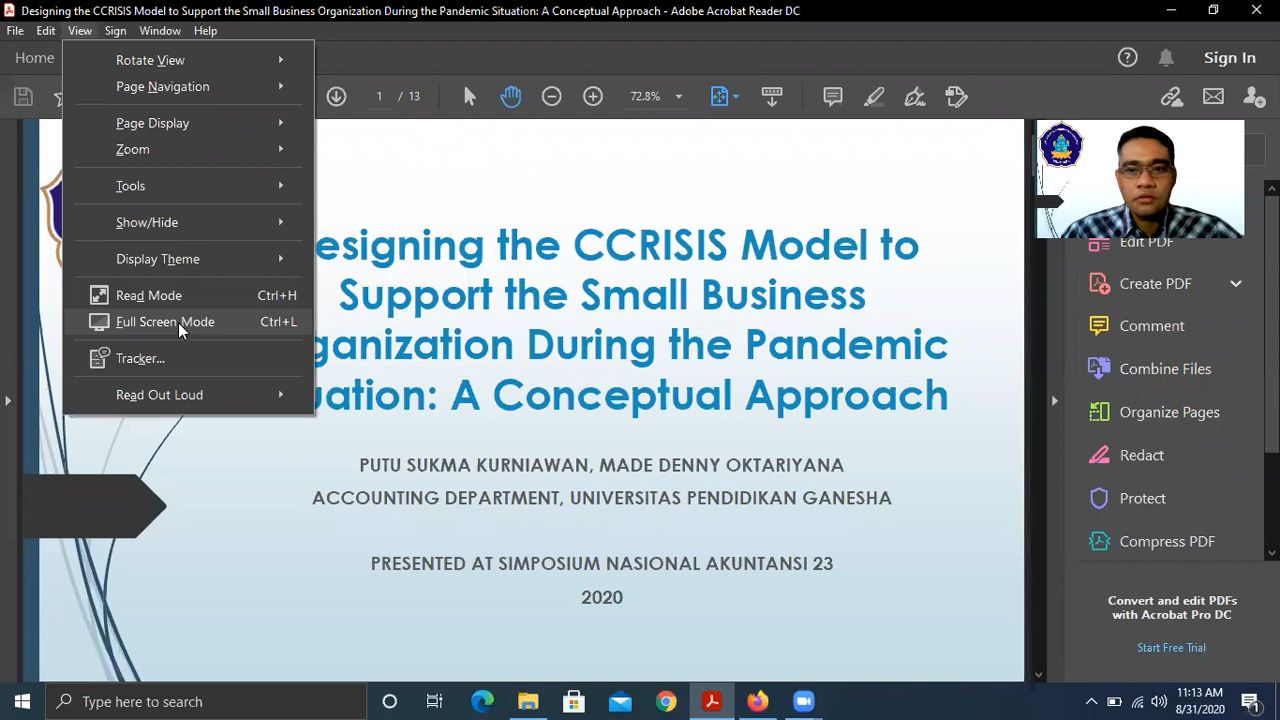 Designing the CCRISIS Model to Support the Small Business Organization During the Pandemic Situation: A Conceptual Approach - Adobe Acrobat Reader DC
File Edit View Sign Window Help
Home
Sign In
1 / 13
72.8%
Rotate View
Page Navigation
Page Display
Zoom
Tools
Show/Hide
Display Theme
Read Mode Ctrl+H
Full Screen Mode Ctrl+L
Tracker...
Read Out Loud
esigning the CCRISIS Model to
Support the Small Business
ganization During the Pandemic
uation: A Conceptual Approach
PUTU SUKMA KURNIAWAN, MADE DENNY OKTARIYANA
ACCOUNTING DEPARTMENT, UNIVERSITAS PENDIDIKAN GANESHA
PRESENTED AT SIMPOSIUM NASIONAL AKUNTANSI 23
2020
Edit PDF
Create PDF
Comment
Combine Files
Organize Pages
Redact
Protect
Compress PDF
Convert and edit PDFs
with Acrobat Pro DC
Start Free Trial
Type here to search
11:13 AM
8/31/2020
1